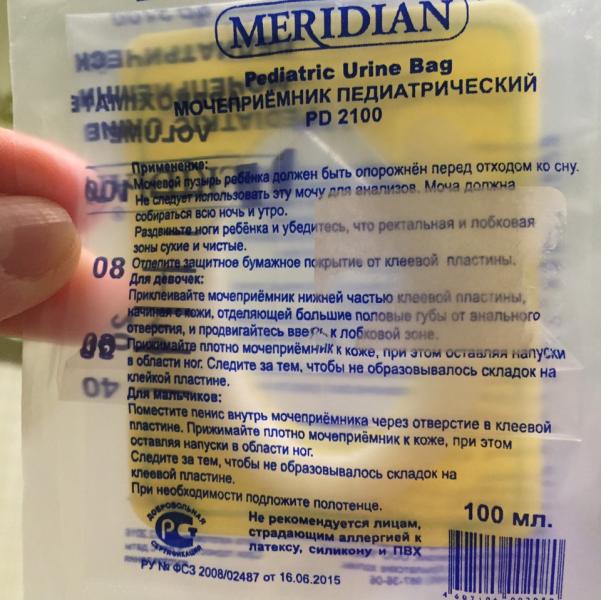 MERIDIAN
Pediatric Urine Bag
МОЧЕПРИЁМНИК ПЕДИАТРИЧЕСКИЙ
PD 2100
Применение:
Мочевой пузырь ребёнка должен быть опорожнён перед отходом ко сну.
Не следует использовать эту мочу для анализов. Моча должна
собираться всю ночь и утро.
Раздвиньте ноги ребёнка и убедитесь, что ректальная и лобковая
зоны сухие и чистые.
Отлепите защитное бумажное покрытие от клеевой пластины.
Для девочек:
Приклеивайте мочеприёмник нижней частью клеевой пластины,
начиная с кожи, отделяющей большие половые губы от анального
отверстия, и продвигайтесь вверх, к лобковой зоне.
Прижимайте плотно мочеприёмник к коже, при этом оставляя напуски
в области ног. Следите за тем, чтобы не образовывалось складок на
клейкой пластине.
Для мальчиков:
Поместите пенис внутрь мочеприёмника через отверстие в клеевой
пластине. Прижимайте плотно мочеприёмник к коже, при этом
оставляя напуски в области ног.
Следите за тем, чтобы не образовывалось складок на
клеевой пластине.
При необходимости подложите полотенце.
ДОБРОВОЛЬНАЯ
РСТ
СЕРТИФИКАЦИЯ
Не рекомендуется лицам,
страдающим аллергией к
латексу, силикону и ПВХ
100 мл.
РУ № ФСЗ 2008/02487 от 16.06.2015